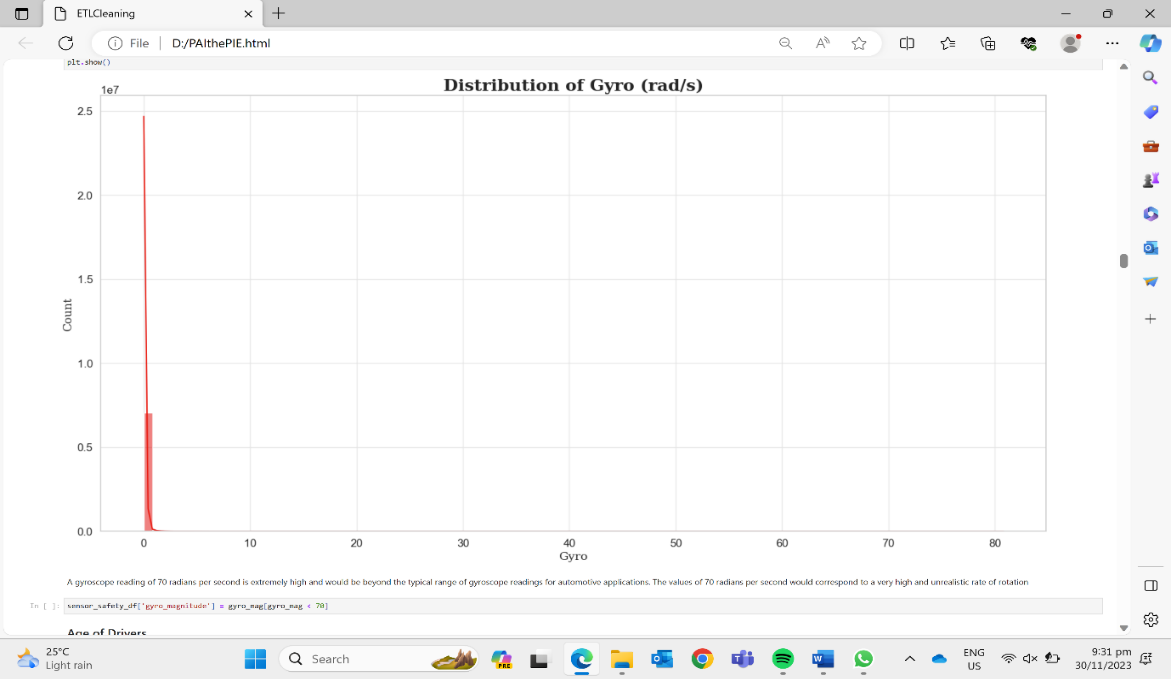 ETLCleaning
File
D:/PAIthePIE.html
plt.show()
Distribution of Gyro (rad/s)
1e7
2.5
2.0
1.5
1.0
0.5
0.0
Count
0 10 20 30 40 50 60 70 80
Gyro
A gyroscope reading of 70 radians per second is extremely high and would be beyond the typical range of gyroscope readings for automotive applications. The values of 70 radians per second would correspond to a very high and unrealistic rate of rotation
In [ ]: sensor_safety_df['gyro_magnitude'] = gyro_mag[gyro_mag < 70]
Age of Drivers
25°C
Light rain
Search
PRE
ENG
US
9:31 pm
30/11/2023